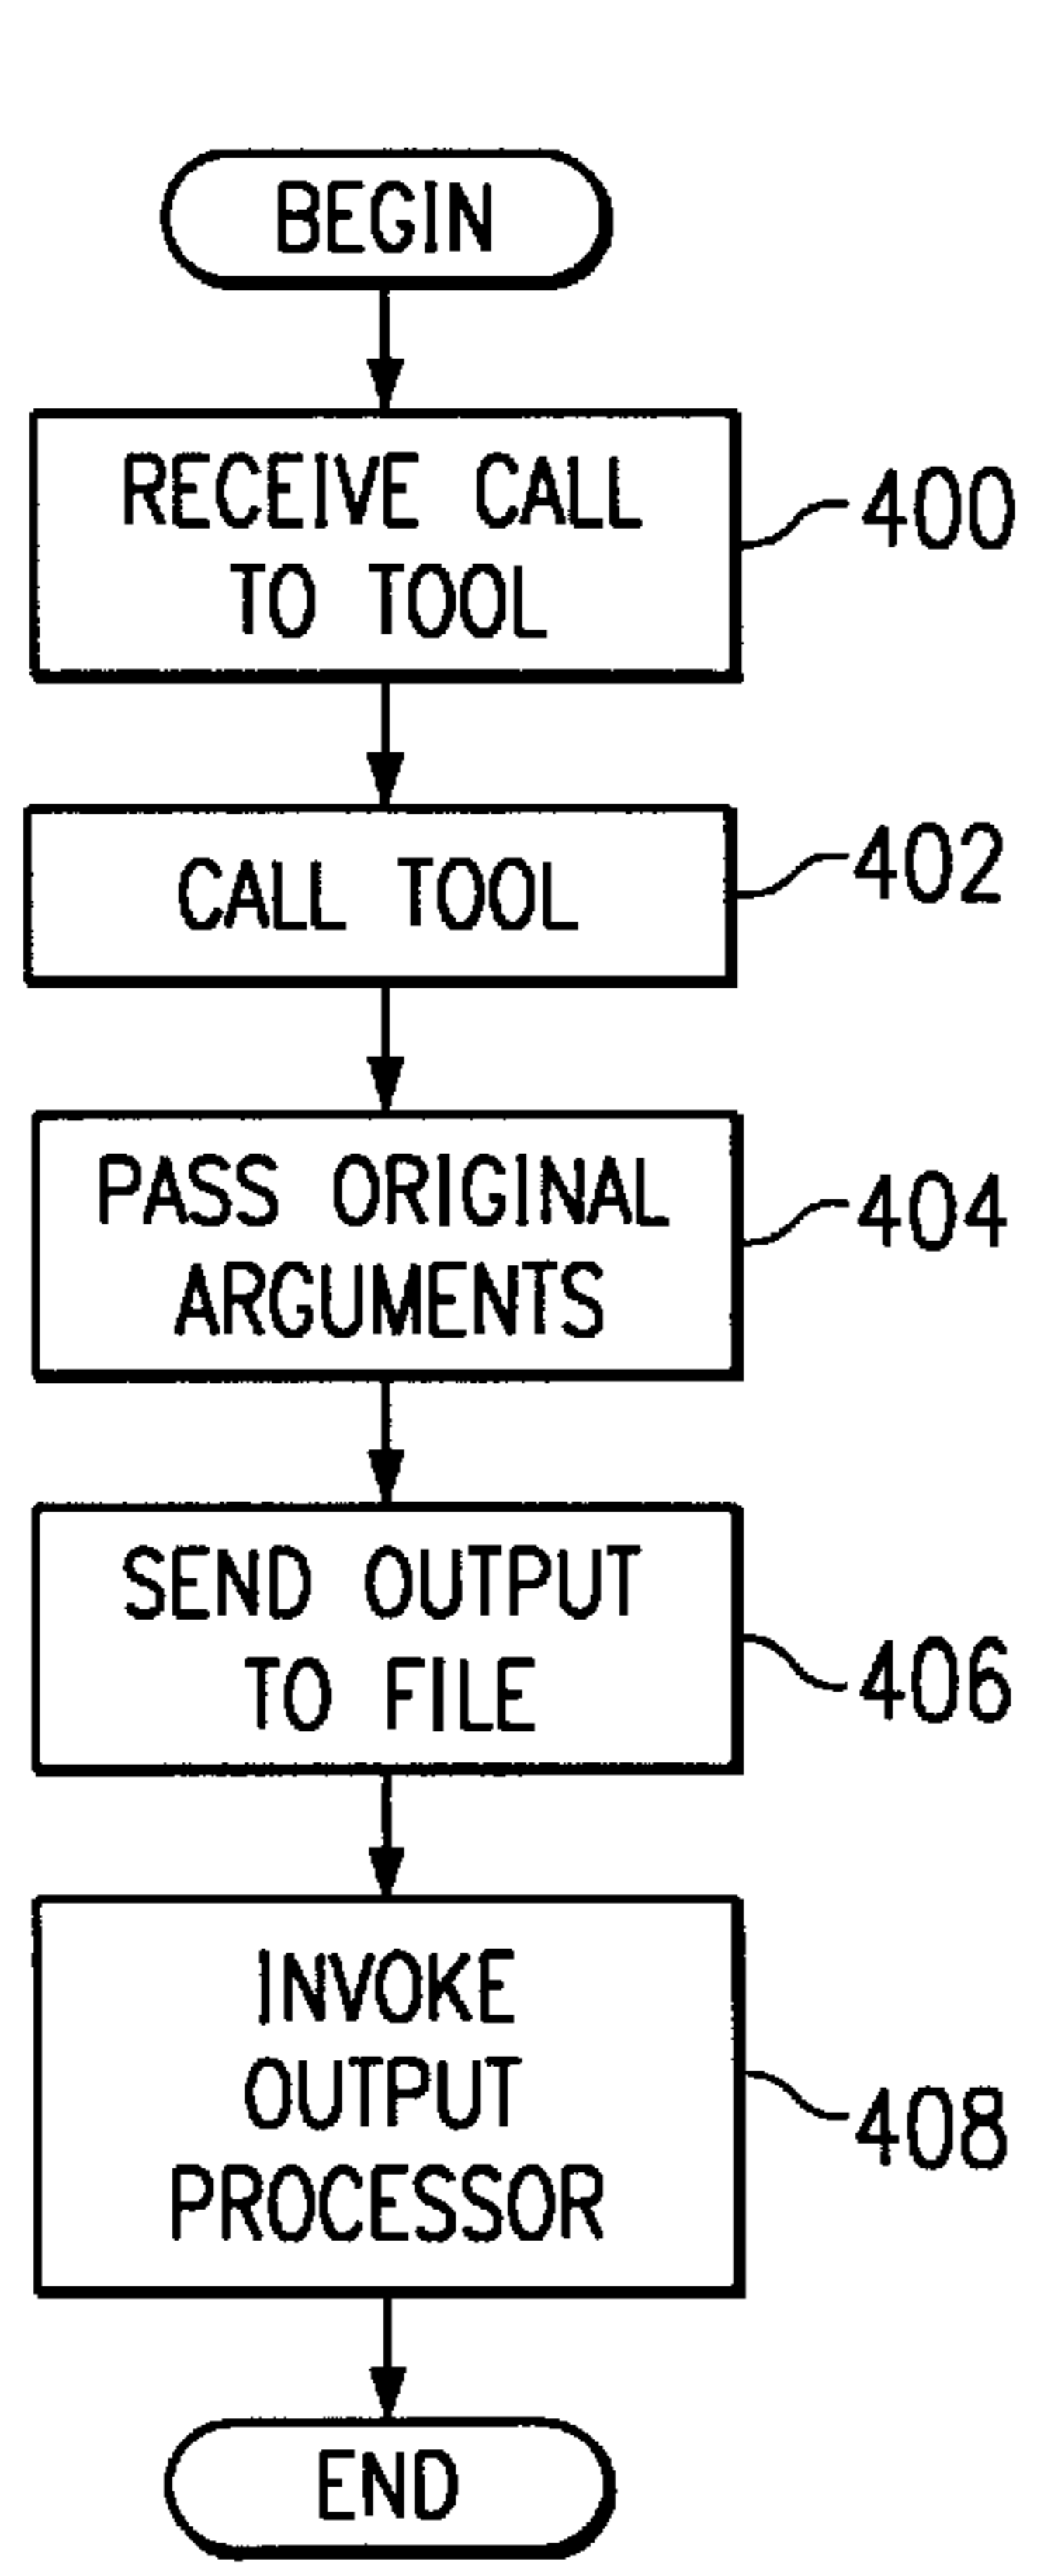 BEGIN
RECEIVE CALL
TO TOOL
400
CALL TOOL
402
PASS ORIGINAL
ARGUMENTS
404
SEND OUTPUT
TO FILE
406
INVOKE
OUTPUT
PROCESSOR
408
END